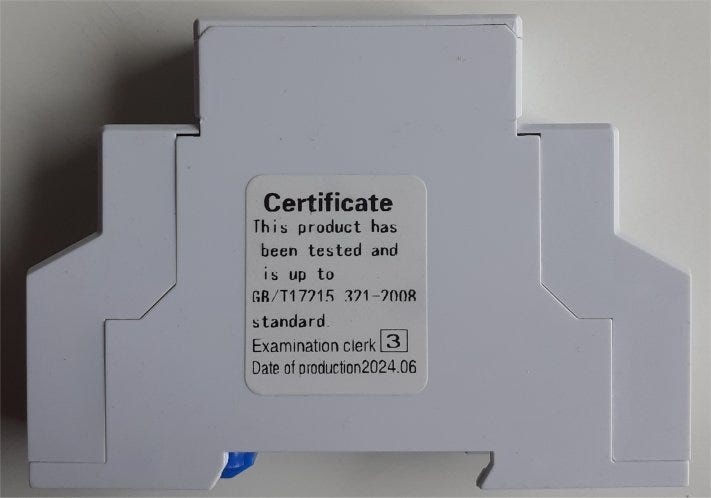 Certificate
This product has
been tested and
is up to
GB/T17215 321-2008
standard.
Examination clerk 3
Date of production2024.06